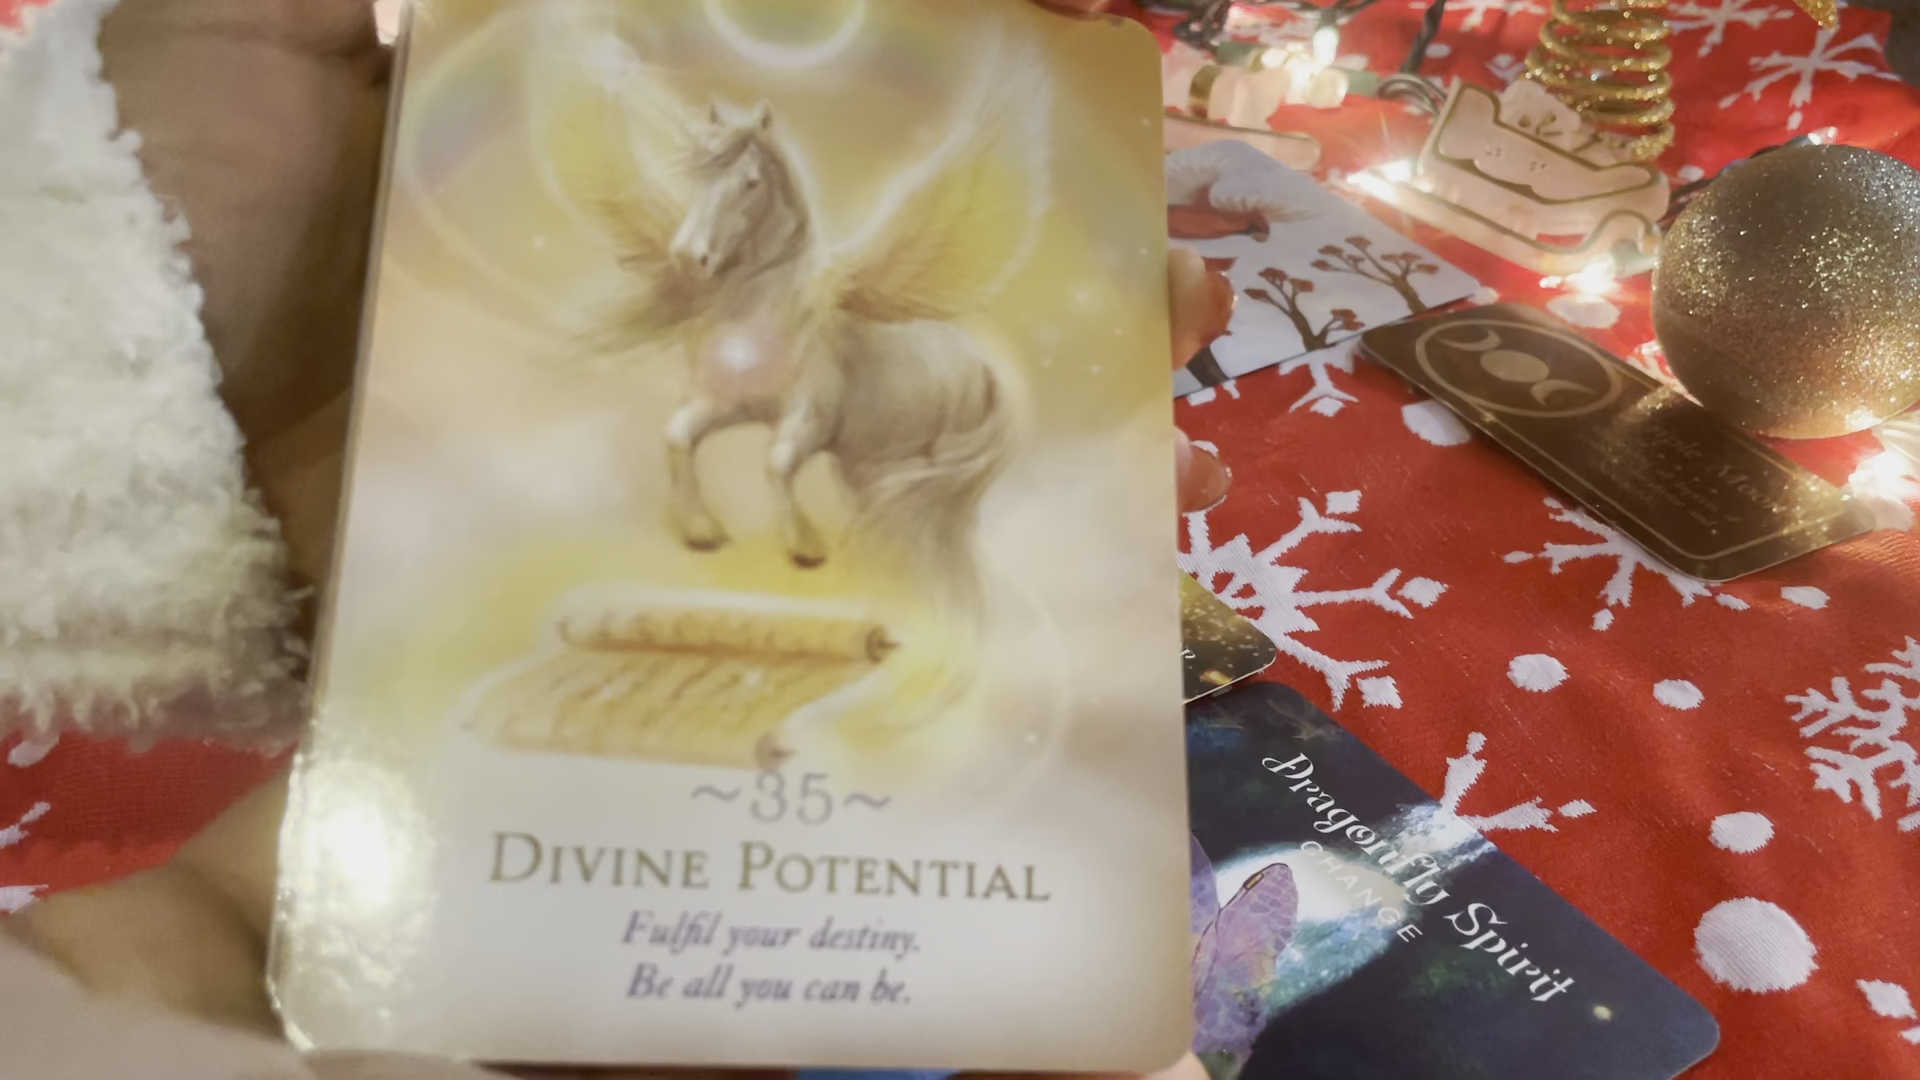 ~35~
DIVINE POTENTIAL
Fulfil your destiny.
Be all you can be.
Dragonfly Spirit
CHANGE